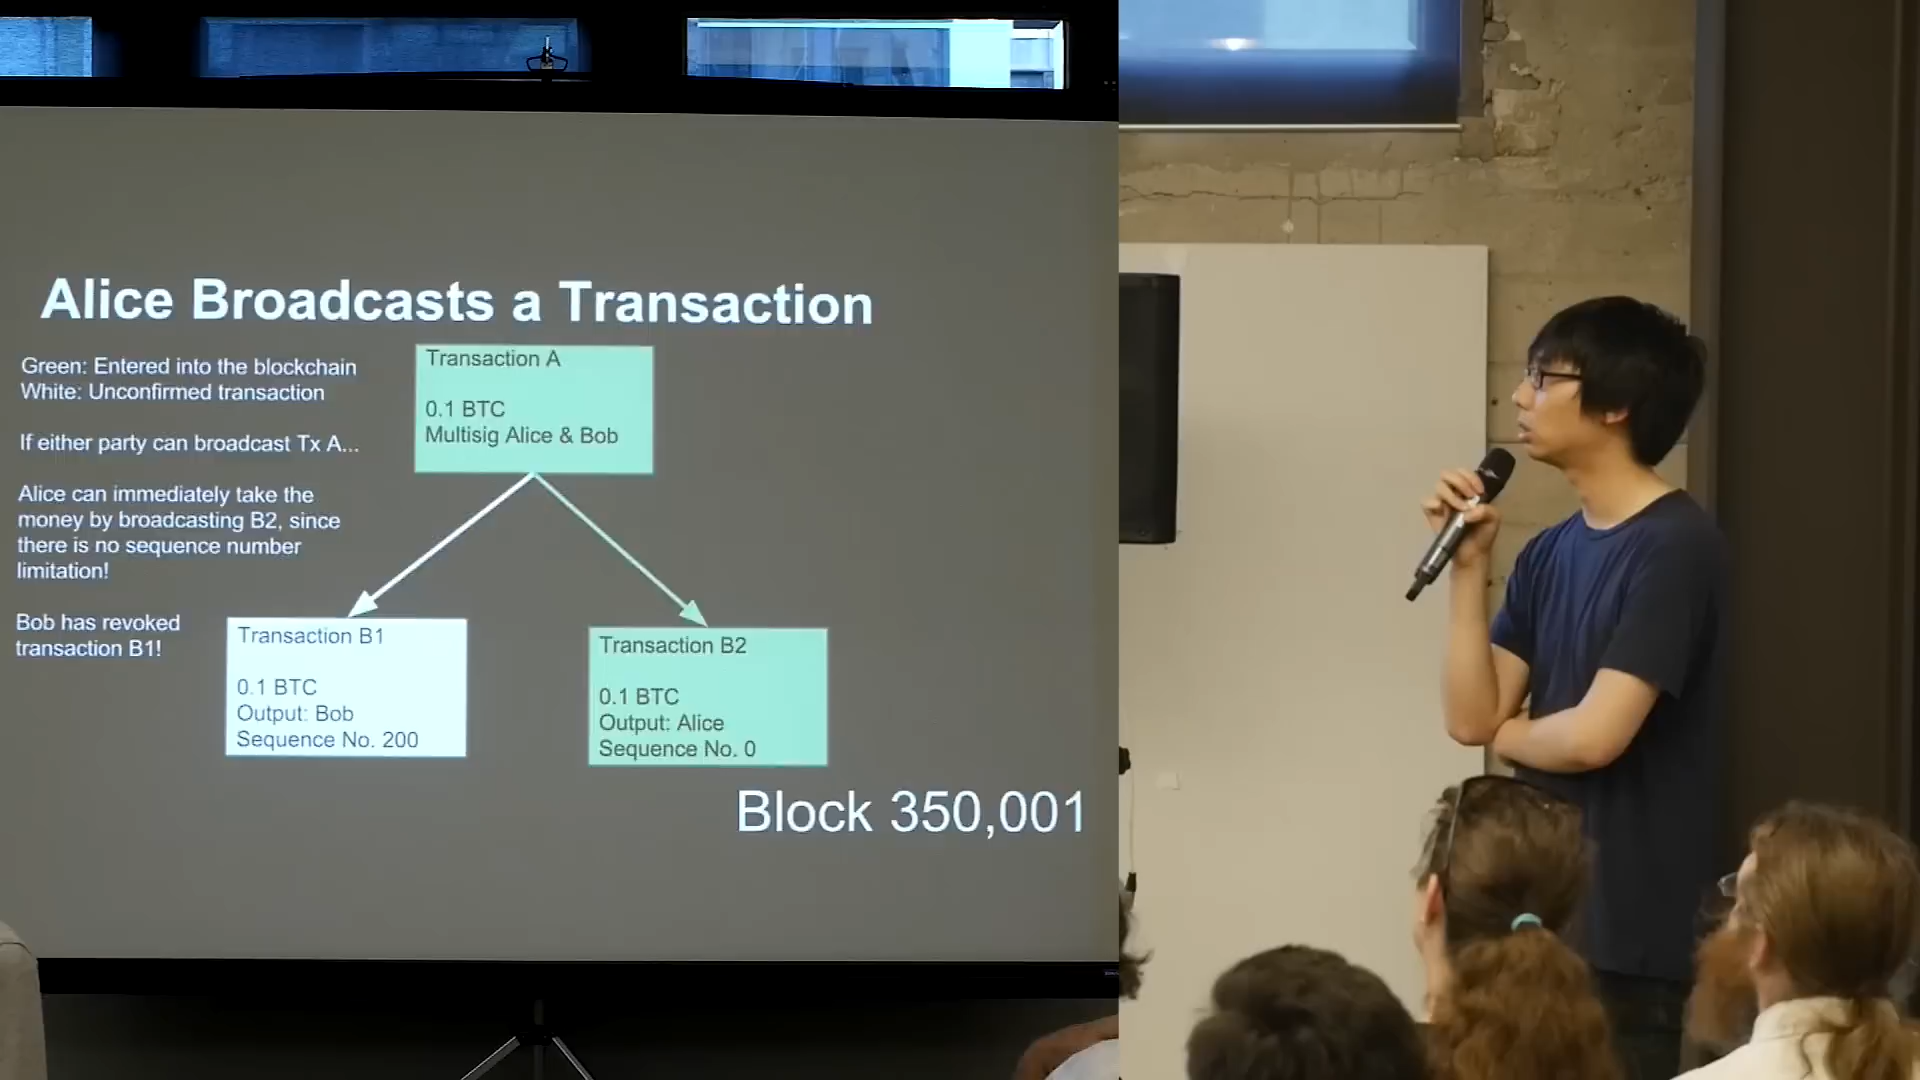 Alice Broadcasts a Transaction
Green: Entered into the blockchain
White: Unconfirmed transaction
If either party can broadcast Tx A...
Alice can immediately take the
money by broadcasting B2, since
there is no sequence number
limitation!
Bob has revoked
transaction B1!
Transaction A
0.1 BTC
Multisig Alice & Bob
Transaction B1
0.1 BTC
Output: Bob
Sequence No. 200
Transaction B2
0.1 BTC
Output: Alice
Sequence No. 0
Block 350,001